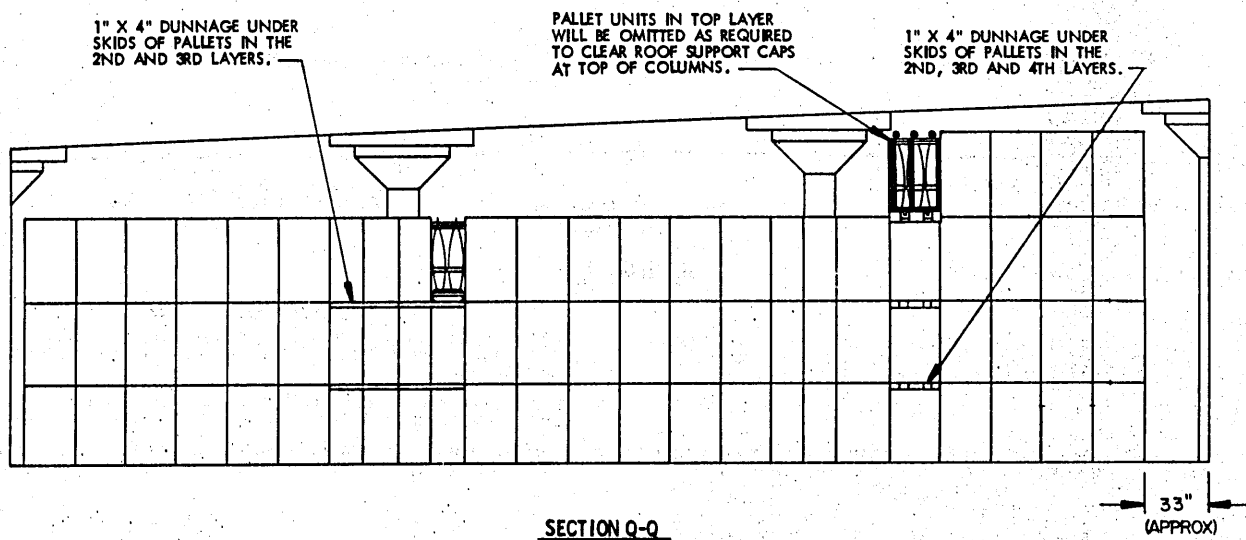 1" X 4" DUNNAGE UNDER
SKIDS OF PALLETS IN THE
2ND AND 3RD LAYERS.
PALLET UNITS IN TOP LAYER
WILL BE OMITTED AS REQUIRED
TO CLEAR ROOF SUPPORT CAPS
AT TOP OF COLUMNS.
1" X 4" DUNNAGE UNDER
SKIDS OF PALLETS IN THE
2ND, 3RD AND 4TH LAYERS.
33"
(APPROX)
SECTION Q-Q